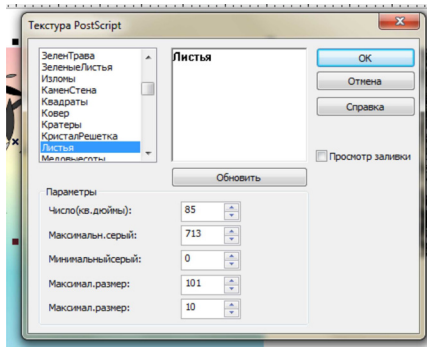 Текстура PostScript
ЗеленТрава
ЗеленыеЛистья
Изломы
КаменСтена
Квадраты
Ковер
Кратеры
КристалРешетка
Листья
Медовыесоты
Листья
OK
Отмена
Справка
Просмотр заливки
Обновить
Параметры
Число(кв.дюймы): 85
Максимальн.серый: 713
Минимальныйсерый: 0
Максимал.размер: 101
Максимал.размер: 10